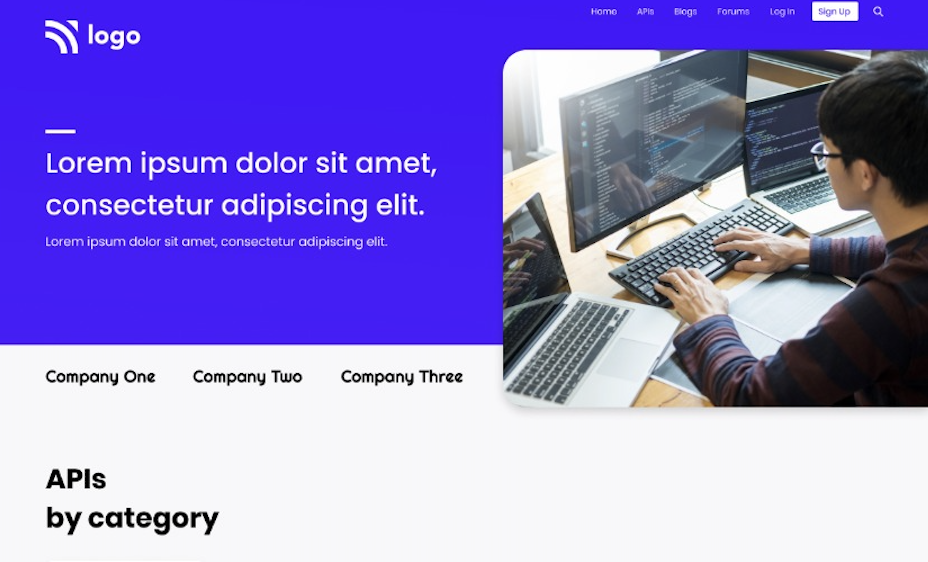 Home APIs Blogs Forums Log In Sign Up
logo
Lorem ipsum dolor sit amet,
consectetur adipiscing elit.
Lorem ipsum dolor sit amet, consectetur adipiscing elit.
Company One Company Two Company Three
APIs
by category